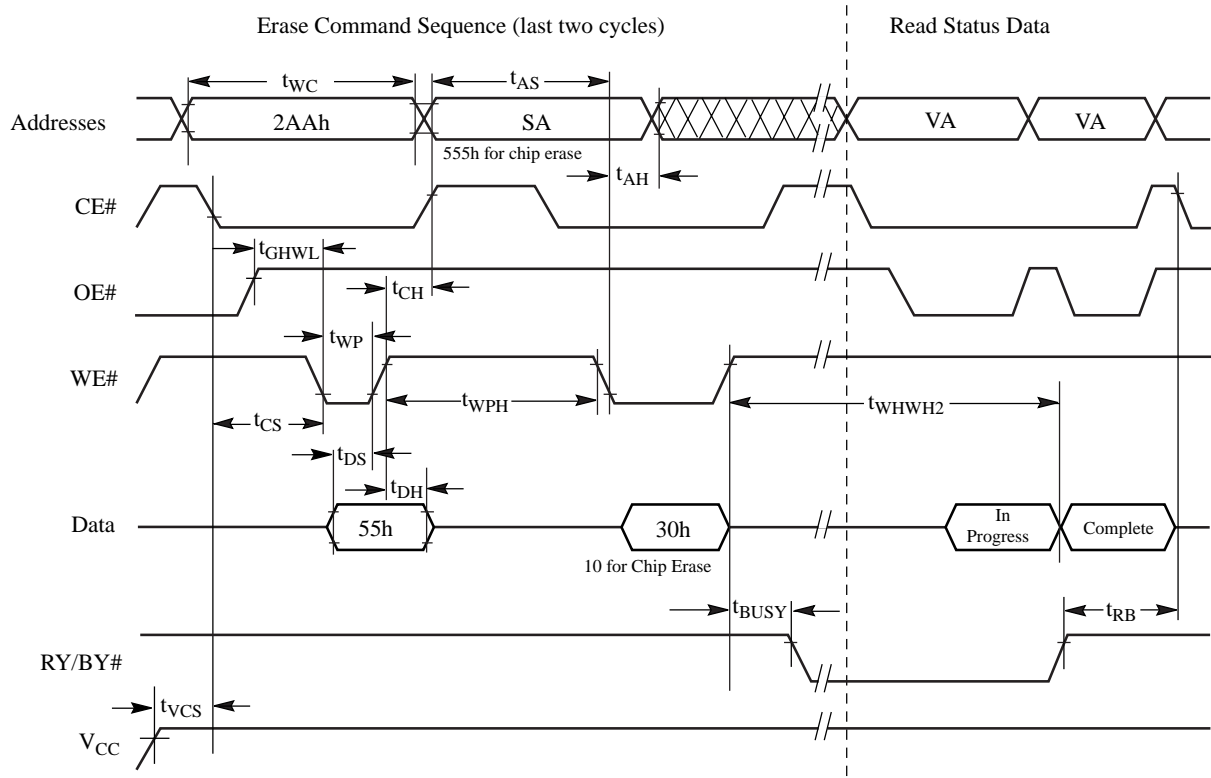 Erase Command Sequence (last two cycles)
Read Status Data
tWC
tAS
Addresses
2AAh
SA
VA
VA
555h for chip erase
tAH
CE#
tGHWL
OE#
tCH
tWP
WE#
tWPH
tWHWH2
tCS
tDS
tDH
Data
55h
30h
In
Progress
Complete
10 for Chip Erase
tBUSY
tRB
RY/BY#
tVCS
VCC